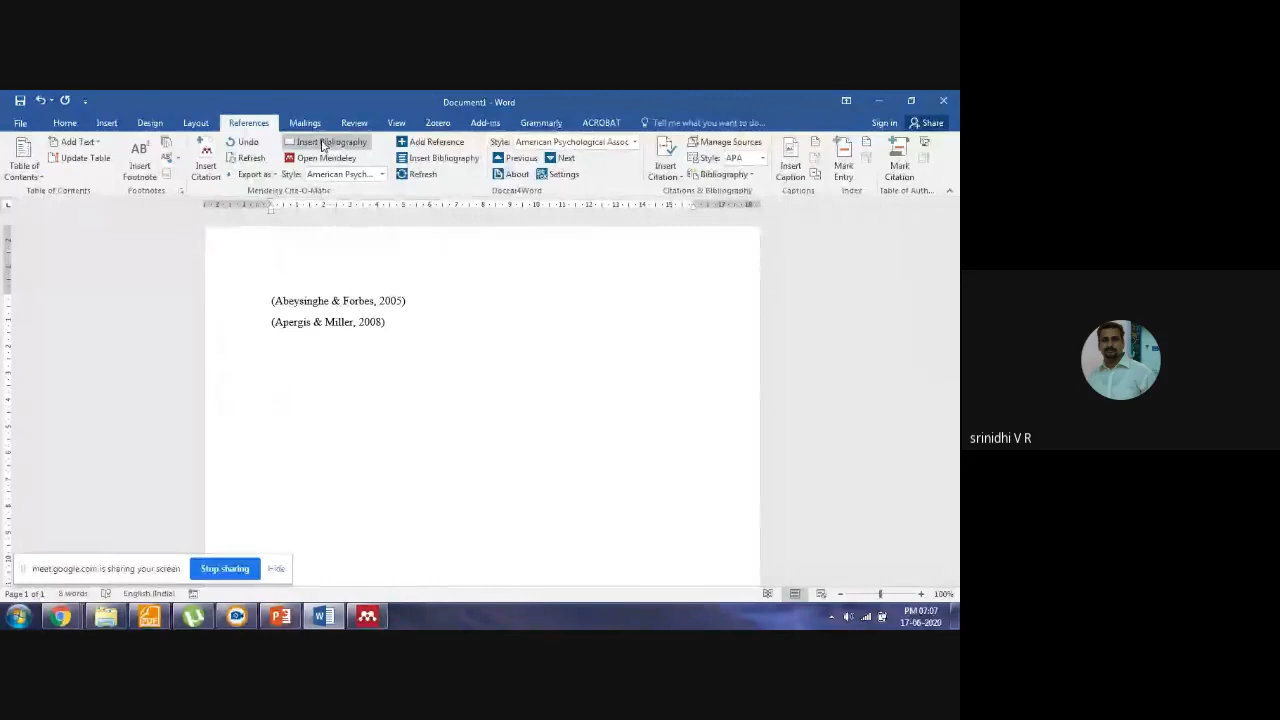 Document1 - Word
File Home Insert Design Layout References Mailings Review View Zotero Add-ins Grammarly ACROBAT Tell me what you want to do... Sign in Share
Add Text Undo Insert Bibliography Add Reference Style: American Psychological Assoc Manage Sources
Update Table Refresh Open Mendeley Insert Bibliography Previous Next Style: APA
Export as Style: American Psych... Refresh About Settings Bibliography
Table of Contents
AB¹
Insert Footnote
Insert Citation
Insert Citation
Insert Caption
Mark Entry
Mark Citation
Table of Contents Footnotes Mendeley Cite-O-Matic Docear4Word Citations & Bibliography Captions Index Table of Auth...
(Abeysinghe & Forbes, 2005)
(Apergis & Miller, 2008)
meet.google.com is sharing your screen Stop sharing Hide
Page 1 of 1 8 words English (India) 100%
PM 07:07
17-06-2020
srinidhi V R